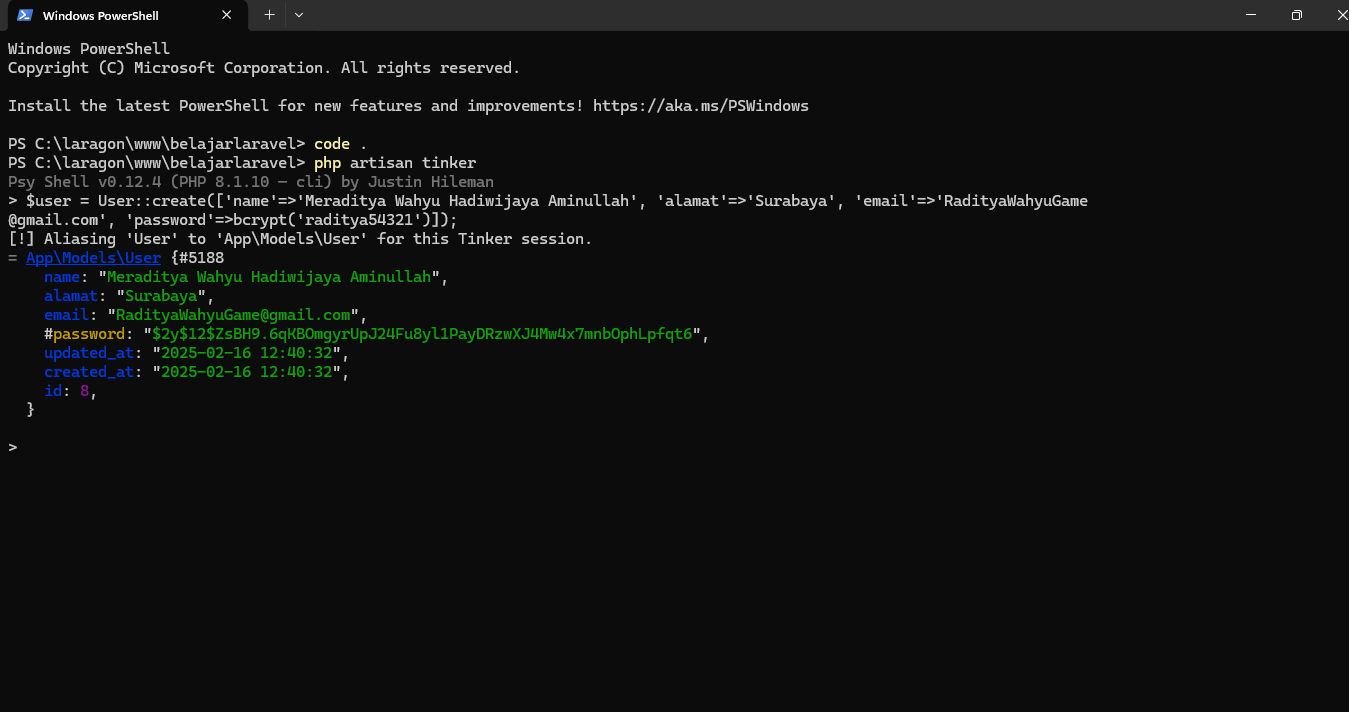 Windows PowerShell
Windows PowerShell
Copyright (C) Microsoft Corporation. All rights reserved.
Install the latest PowerShell for new features and improvements! https://aka.ms/PSWindows
PS C:\laragon\www\belajarlaravel> code .
PS C:\laragon\www\belajarlaravel> php artisan tinker
Psy Shell v0.12.4 (PHP 8.1.10 — cli) by Justin Hileman
> $user = User::create(['name'=>'Meraditya Wahyu Hadiwijaya Aminullah', 'alamat'=>'Surabaya', 'email'=>'RadityaWahyuGame
@gmail.com', 'password'=>bcrypt('raditya54321')]);
[!] Aliasing 'User' to 'App\Models\User' for this Tinker session.
= App\Models\User {#5188
name: "Meraditya Wahyu Hadiwijaya Aminullah",
alamat: "Surabaya",
email: "RadityaWahyuGame@gmail.com",
#password: "$2y$12$ZsBH9.6qKBOmgyrUpJ24Fu8yl1PayDRzwXJ4Mw4x7mnbOphLpfqt6",
updated_at: "2025-02-16 12:40:32",
created_at: "2025-02-16 12:40:32",
id: 8,
}
>